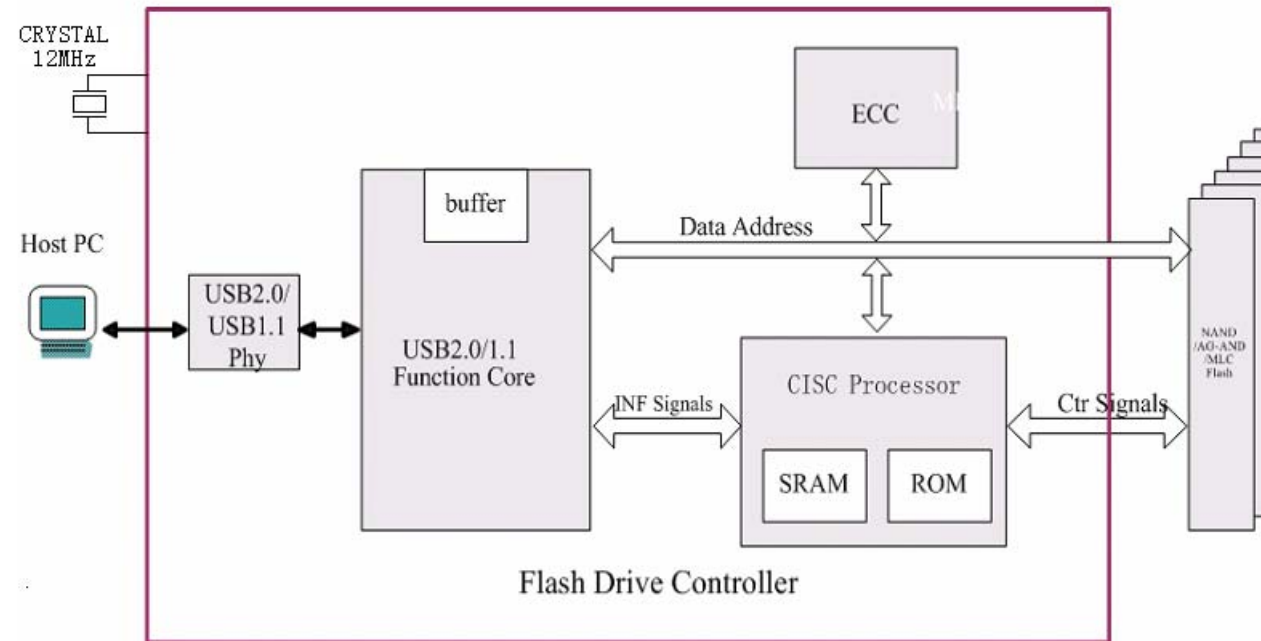 CRYSTAL
12MHz
ECC
buffer
Data Address
Host PC
USB2.0/
USB1.1
Phy
USB2.0/1.1
Function Core
NAND
/AG-AND
/MLC
Flash
CISC Processor
INF Signals
Ctr Signals
SRAM
ROM
Flash Drive Controller